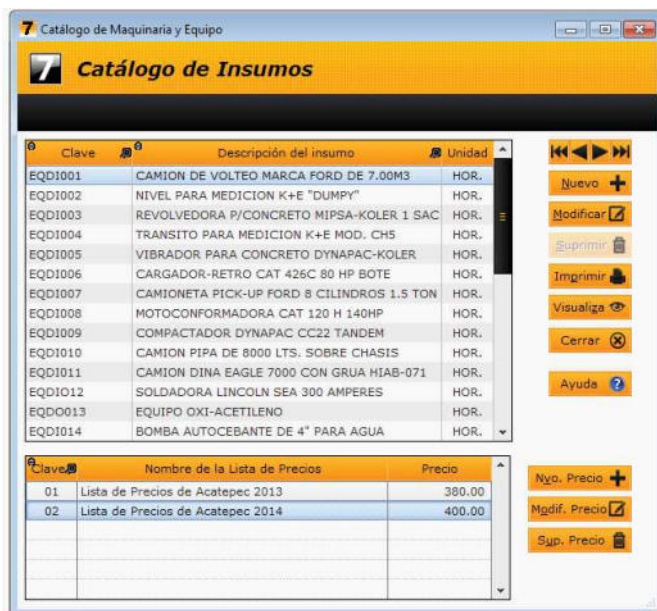 7 Catálogo de Maquinaria y Equipo
7 Catálogo de Insumos
Clave Descripción del insumo Unidad
EQDI001 CAMION DE VOLTEO MARCA FORD DE 7.00M3 HOR.
EQDI002 NIVEL PARA MEDICION K+E "DUMPY" HOR.
EQDI003 REVOLVEDORA P/CONCRETO MIPSA-KOLER 1 SAC HOR.
EQDI004 TRANSITO PARA MEDICION K+E MOD. CH5 HOR.
EQDI005 VIBRADOR PARA CONCRETO DYNAPAC-KOLER HOR.
EQDI006 CARGADOR-RETRO CAT 426C 80 HP BOTE HOR.
EQDI007 CAMIONETA PICK-UP FORD 8 CILINDROS 1.5 TON HOR.
EQDI008 MOTOCONFORMADORA CAT 120 H 140HP HOR.
EQDI009 COMPACTADOR DYNAPAC CC22 TANDEM HOR.
EQDI010 CAMION PIPA DE 8000 LTS. SOBRE CHASIS HOR.
EQDI011 CAMION DINA EAGLE 7000 CON GRUA HIAB-071 HOR.
EQDIO12 SOLDADORA LINCOLN SEA 300 AMPERES HOR.
EQDO013 EQUIPO OXI-ACETILENO HOR.
EQDI014 BOMBA AUTOCEBANTE DE 4" PARA AGUA HOR.
Nuevo
Modificar
Suprimir
Imprimir
Visualiza
Cerrar
Ayuda
Clave Nombre de la Lista de Precios Precio
01 Lista de Precios de Acatepec 2013 380.00
02 Lista de Precios de Acatepec 2014 400.00
Nvo. Precio
Modif. Precio
Sup. Precio